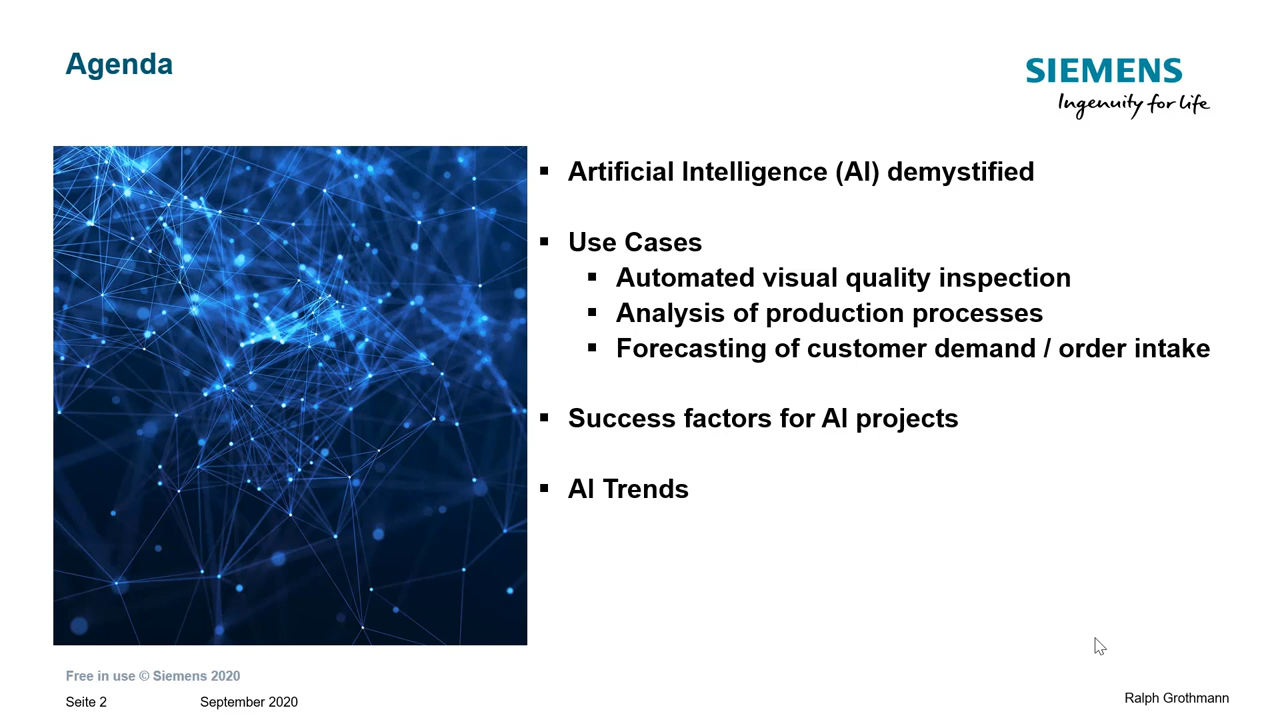 Agenda
SIEMENS
Ingenuity for life
▪ Artificial Intelligence (AI) demystified
▪ Use Cases
▪ Automated visual quality inspection
▪ Analysis of production processes
▪ Forecasting of customer demand / order intake
▪ Success factors for AI projects
▪ AI Trends
Free in use © Siemens 2020
Seite 2 September 2020
Ralph Grothmann